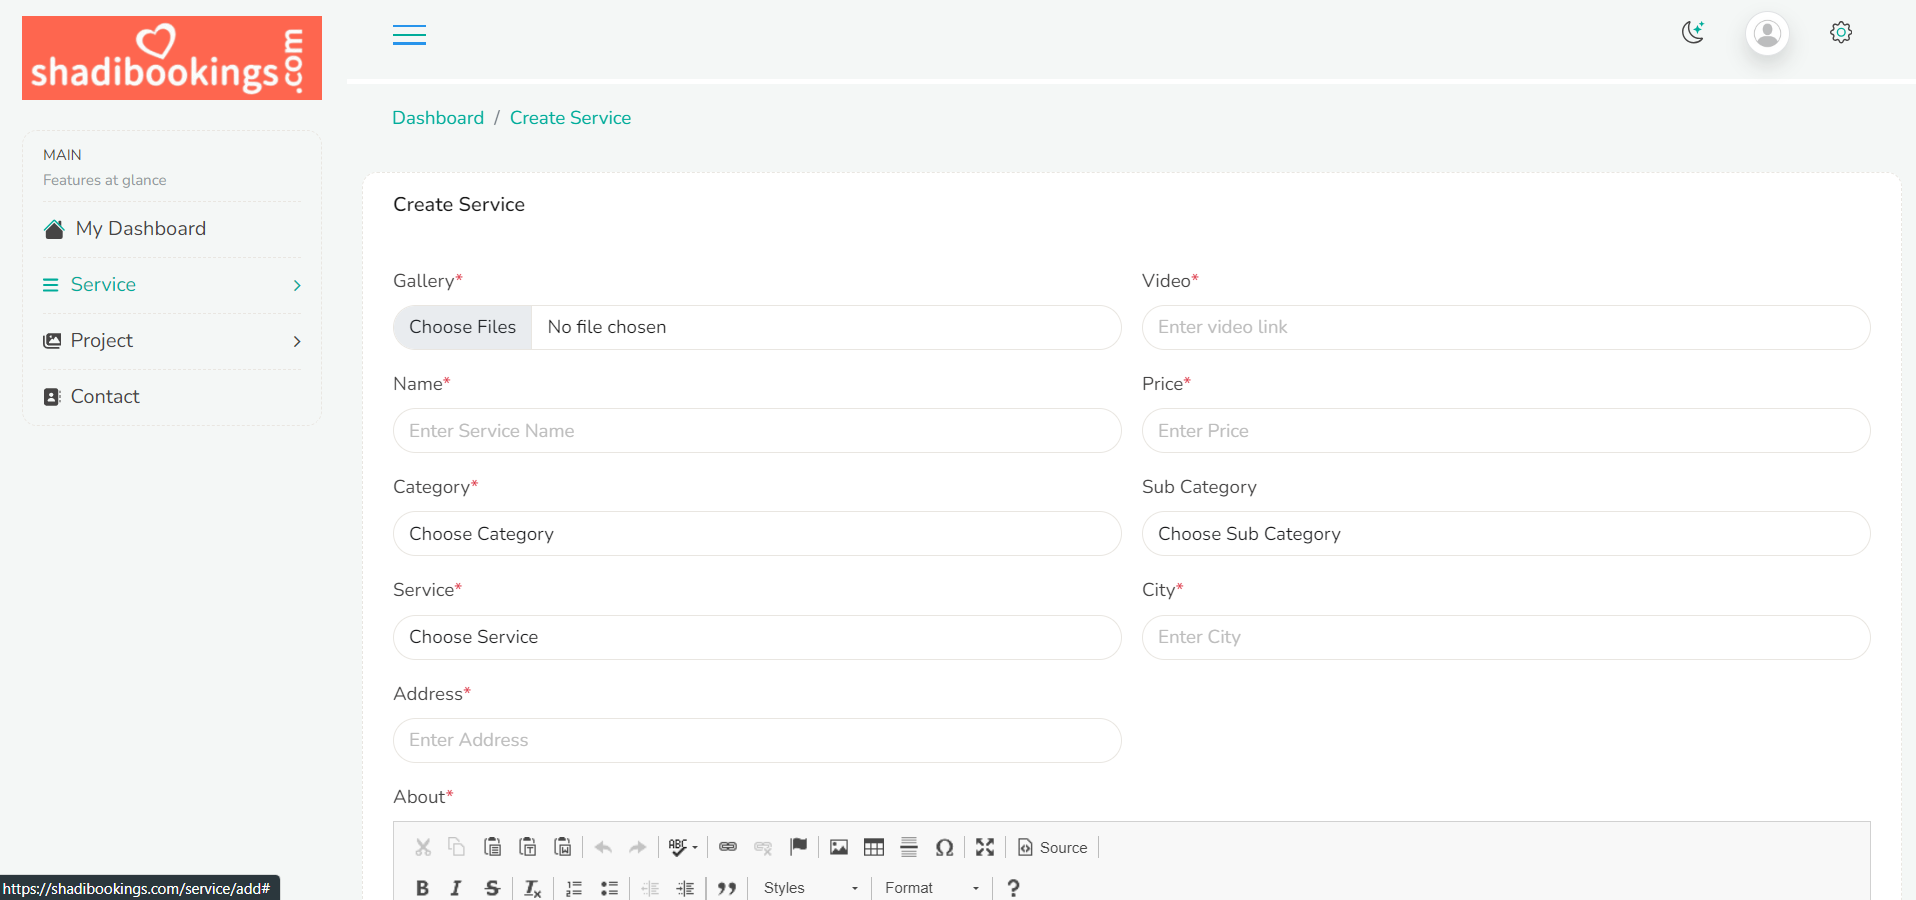 shadibookings.com
MAIN
Features at glance
My Dashboard
Service
Project
Contact
Dashboard / Create Service
Create Service
Gallery*
Video*
Choose Files No file chosen
Enter video link
Name*
Price*
Enter Service Name
Enter Price
Category*
Sub Category
Choose Category
Choose Sub Category
Service*
City*
Choose Service
Enter City
Address*
Enter Address
About*
ABC
Source
B I S Tx
Styles
Format
?
https://shadibookings.com/service/add#